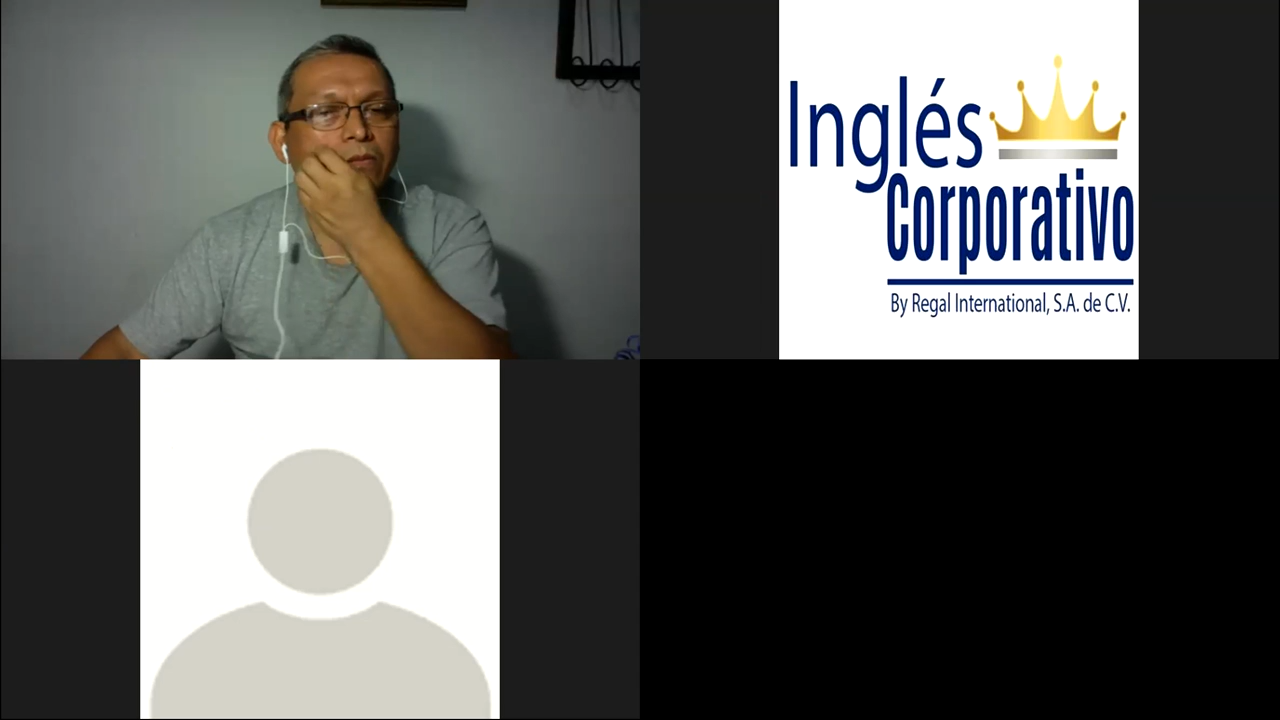 Inglés
Corporativo
By Regal International, S.A. de C.V.